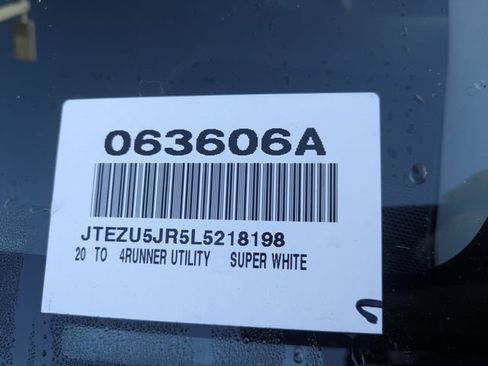 063606A
JTEZU5JR5L5218198
20 TO 4RUNNER UTILITY SUPER WHITE